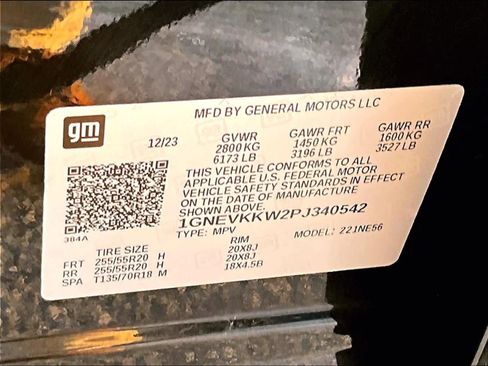 gm
MFD BY GENERAL MOTORS LLC
12/23 GVWR GAWR FRT GAWR RR
2800 KG 1450 KG 1600 KG
6173 LB 3196 LB 3527 LB
THIS VEHICLE CONFORMS TO ALL
APPLICABLE U.S. FEDERAL MOTOR
VEHICLE SAFETY STANDARDS IN EFFECT
ON THE DATE OF MANUFACTURE
SHOWN ABOVE.
1GNEVKKW2PJ340542
384A
TYPE: MPV MODEL: 221NE56
TIRE SIZE RIM
FRT 255/55R20 H 20X8J
RR 255/55R20 H 20X8J
SPA T135/70R18 M 18X4.5B